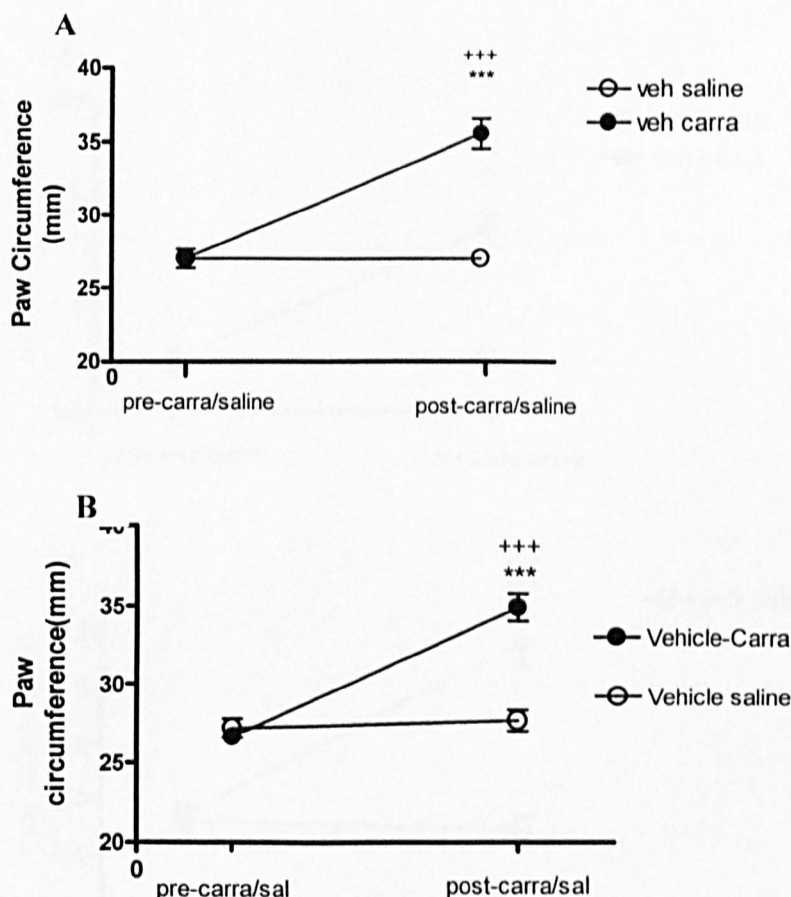 A
+++
***
40
35
30
25
20
0
Paw Circumference
(mm)
pre-carra/saline
post-carra/saline
veh saline
veh carra
B
+++
***
40
35
30
25
20
0
Paw
circumference(mm)
pre-carra/sal
post-carra/sal
Vehicle-Carra
Vehicle saline